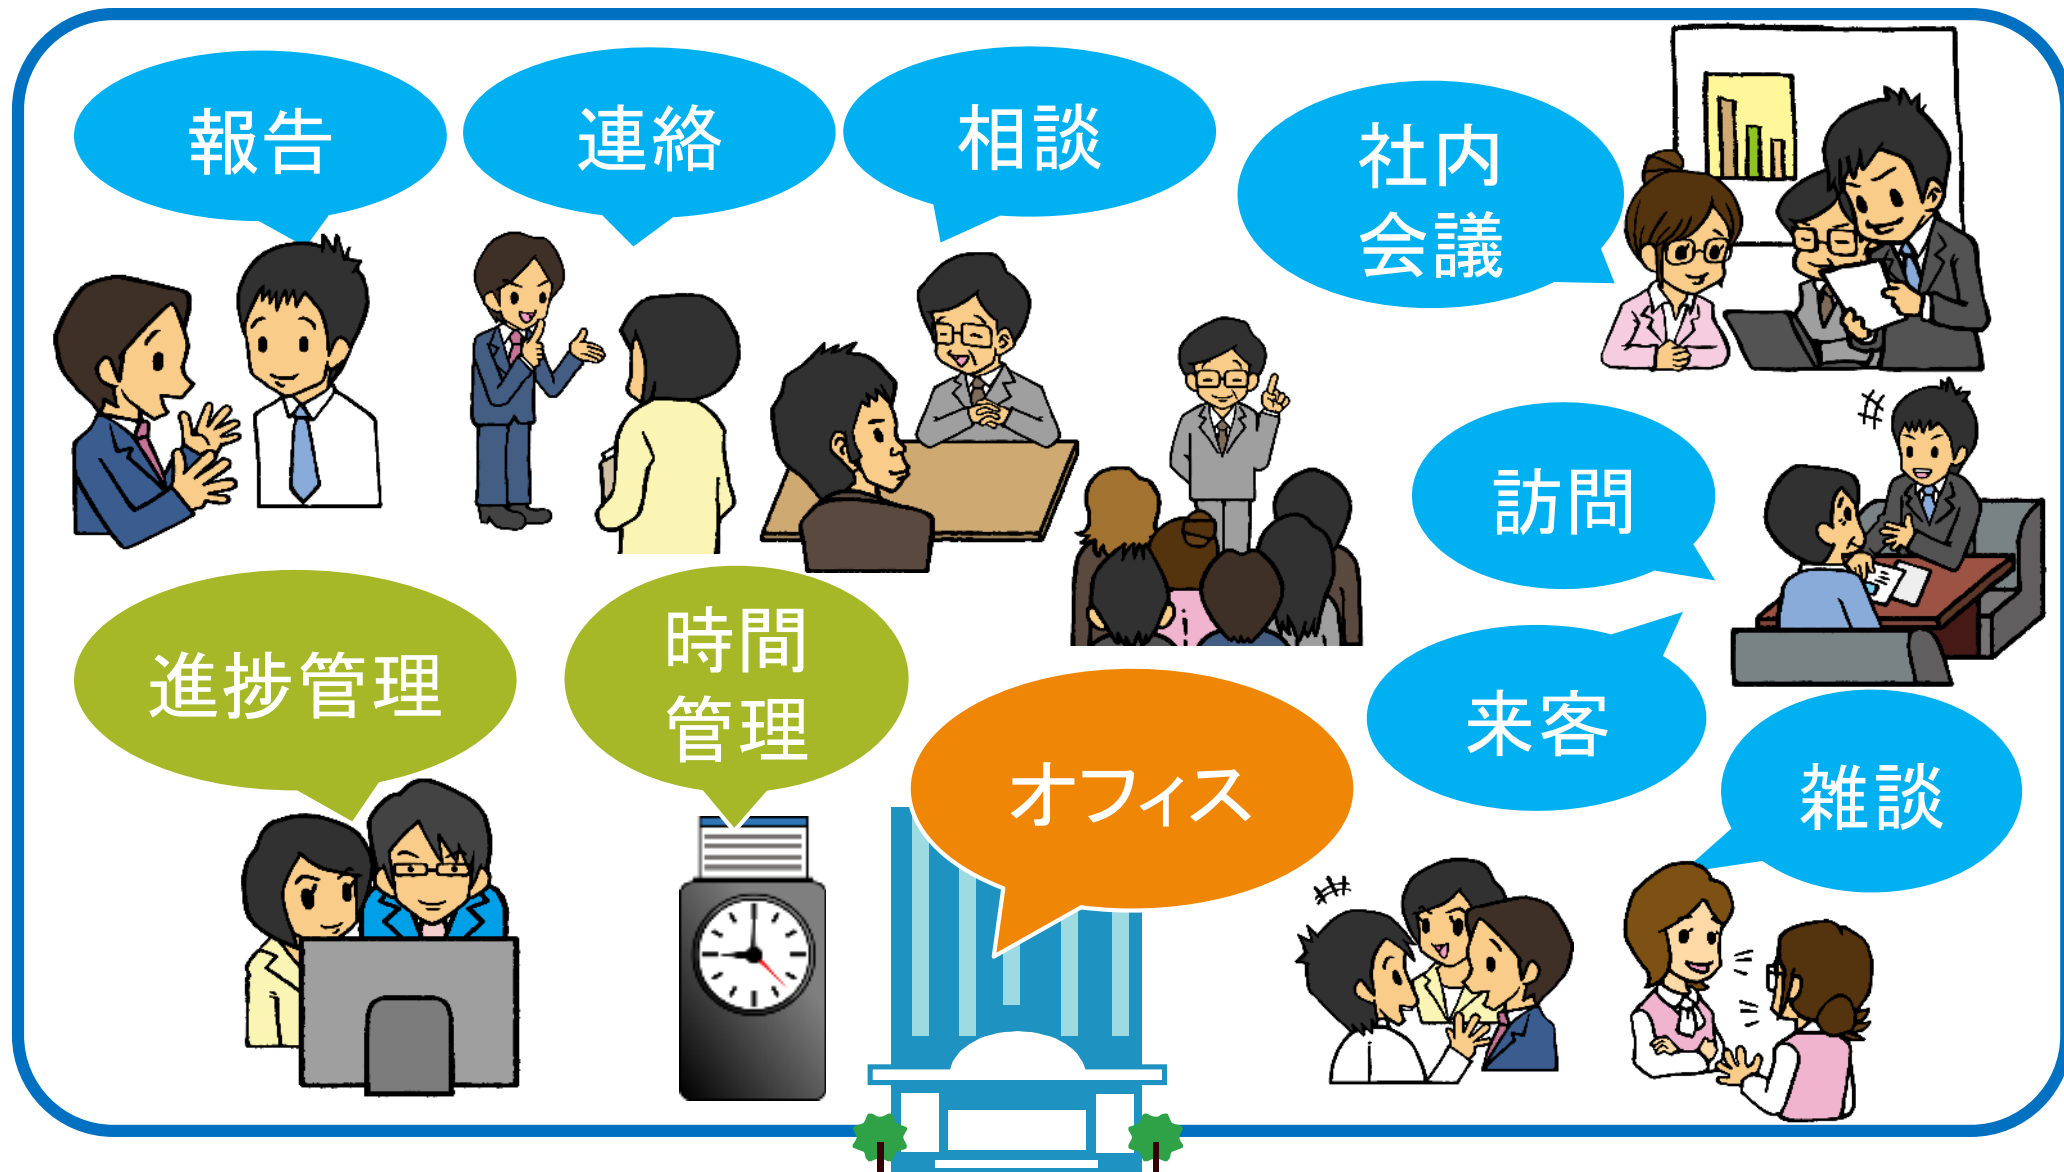 報告
連絡
相談
社内
会議
訪問
進捗管理
時間
管理
オフィス
来客
雑談